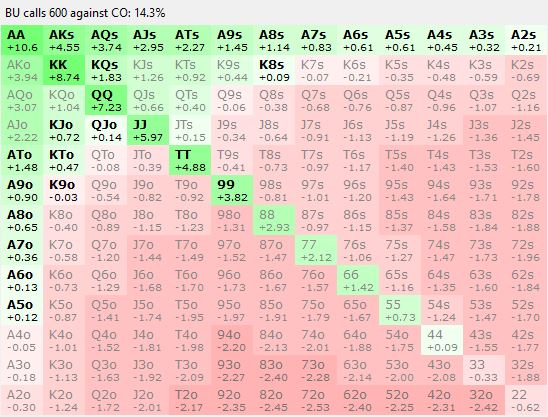 BU calls 600 against CO: 14.3%
AA AKs AQs AJs ATs A9s A8s A7s A6s A5s A4s A3s A2s
+10.6 +4.55 +3.74 +2.95 +2.27 +1.45 +1.14 +0.83 +0.61 +0.61 +0.45 +0.32 +0.21
AKo KK KQs KJs KTs K9s K8s K7s K6s K5s K4s K3s K2s
+3.94 +8.74 +1.83 +1.26 +0.92 +0.44 +0.09 -0.07 -0.21 -0.35 -0.48 -0.59 -0.69
AQo KQo QQ QJs QTs Q9s Q8s Q7s Q6s Q5s Q4s Q3s Q2s
+3.07 +1.04 +7.23 +0.66 +0.40 -0.06 -0.38 -0.68 -0.76 -0.87 -0.96 -1.07 -1.16
AJo KJo QJo JJ JTs J9s J8s J7s J6s J5s J4s J3s J2s
+2.22 +0.72 +0.14 +5.97 +0.15 -0.34 -0.64 -0.91 -1.13 -1.19 -1.26 -1.36 -1.45
ATo KTo QTo JTo TT T9s T8s T7s T6s T5s T4s T3s T2s
+1.48 +0.47 -0.08 -0.39 +4.88 -0.41 -0.73 -0.97 -1.17 -1.40 -1.43 -1.53 -1.60
A9o K9o Q9o J9o T9o 99 98s 97s 96s 95s 94s 93s 92s
+0.90 -0.03 -0.54 -0.82 -0.92 +3.82 -0.81 -1.01 -1.20 -1.43 -1.64 -1.71 -1.78
A8o K8o Q8o J8o T8o 98o 88 87s 86s 85s 84s 83s 82s
+0.65 -0.40 -0.89 -1.15 -1.23 -1.31 +2.93 -0.97 -1.15 -1.37 -1.58 -1.84 -1.88
A7o K7o Q7o J7o T7o 97o 87o 77 76s 75s 74s 73s 72s
+0.36 -0.58 -1.20 -1.44 -1.49 -1.52 -1.47 +2.12 -1.06 -1.27 -1.47 -1.73 -1.96
A6o K6o Q6o J6o T6o 96o 86o 76o 66 65s 64s 63s 62s
+0.13 -0.73 -1.29 -1.68 -1.70 -1.73 -1.67 -1.57 +1.42 -1.16 -1.35 -1.60 -1.84
A5o K5o Q5o J5o T5o 95o 85o 75o 65o 55 54s 53s 52s
+0.12 -0.87 -1.41 -1.74 -1.95 -1.97 -1.91 -1.79 -1.67 +0.73 -1.24 -1.47 -1.70
A4o K4o Q4o J4o T4o 94o 84o 74o 64o 54o 44 43s 42s
-0.05 -1.01 -1.52 -1.81 -1.98 -2.20 -2.13 -2.01 -1.88 -1.75 +0.09 -1.55 -1.77
A3o K3o Q3o J3o T3o 93o 83o 73o 63o 53o 43o 33 32s
-0.18 -1.13 -1.63 -1.92 -2.09 -2.27 -2.40 -2.28 -2.14 -2.00 -2.08 -0.33 -1.88
A2o K2o Q2o J2o T2o 92o 82o 72o 62o 52o 42o 32o 22
-0.30 -1.24 -1.72 -2.01 -2.17 -2.35 -2.45 -2.53 -2.40 -2.25 -2.31 -2.42 -0.62